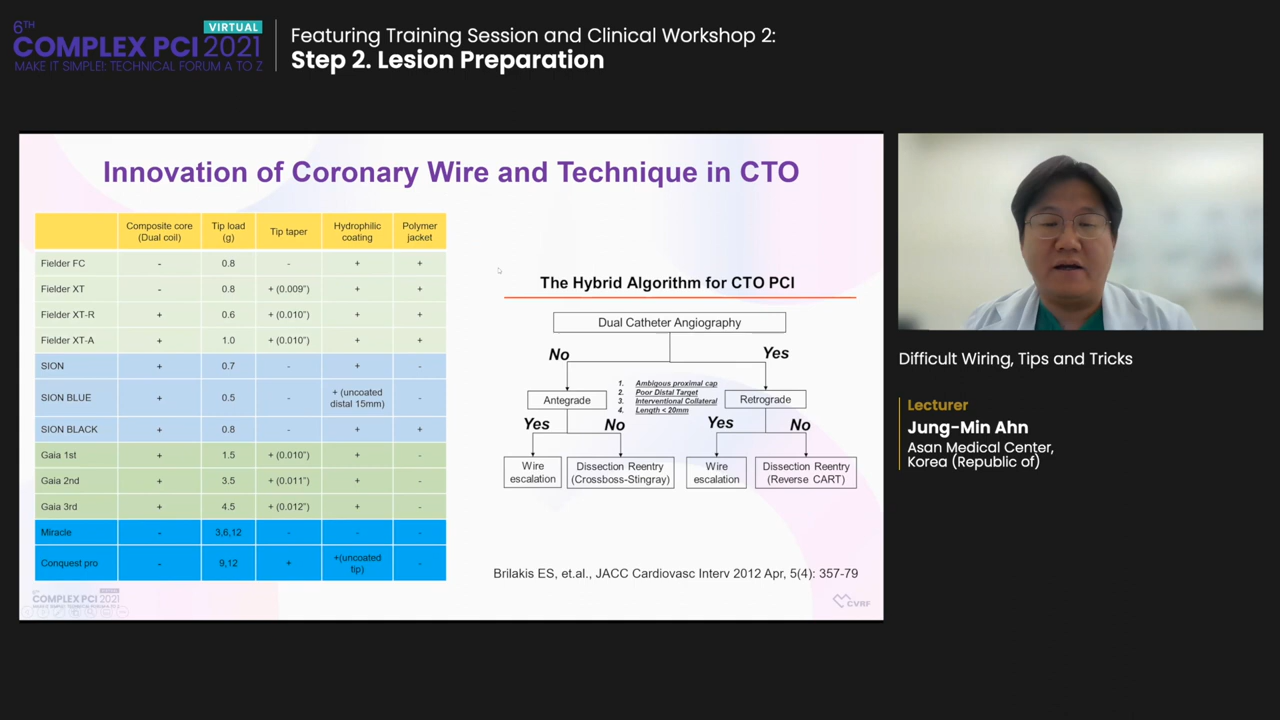 6TH
VIRTUAL
COMPLEX PCI 2021
MAKE IT SIMPLE!: TECHNICAL FORUM A TO Z
Featuring Training Session and Clinical Workshop 2:
Step 2. Lesion Preparation
Innovation of Coronary Wire and Technique in CTO
Composite core (Dual coil) Tip load (g) Tip taper Hydrophilic coating Polymer jacket
Fielder FC - 0.8 - + +
Fielder XT - 0.8 + (0.009") + +
Fielder XT-R + 0.6 + (0.010") + +
Fielder XT-A + 1.0 + (0.010") + +
SION + 0.7 - + -
SION BLUE + 0.5 - + (uncoated distal 15mm) -
SION BLACK + 0.8 - + +
Gaia 1st + 1.5 + (0.010") + -
Gaia 2nd + 3.5 + (0.011") + -
Gaia 3rd + 4.5 + (0.012") + -
Miracle - 3,6,12 - - -
Conquest pro - 9,12 + +(uncoated tip) -
The Hybrid Algorithm for CTO PCI
Dual Catheter Angiography
No Yes
1. Ambigous proximal cap
2. Poor Distal Target
3. Interventional Collateral
4. Length < 20mm
Antegrade Retrograde
Yes No Yes No
Wire escalation
Dissection Reentry (Crossboss-Stingray)
Wire escalation
Dissection Reentry (Reverse CART)
Brilakis ES, et.al., JACC Cardiovasc Interv 2012 Apr, 5(4): 357-79
COMPLEX PCI 2021
CVRF
Difficult Wiring, Tips and Tricks
Lecturer
Jung-Min Ahn
Asan Medical Center,
Korea (Republic of)